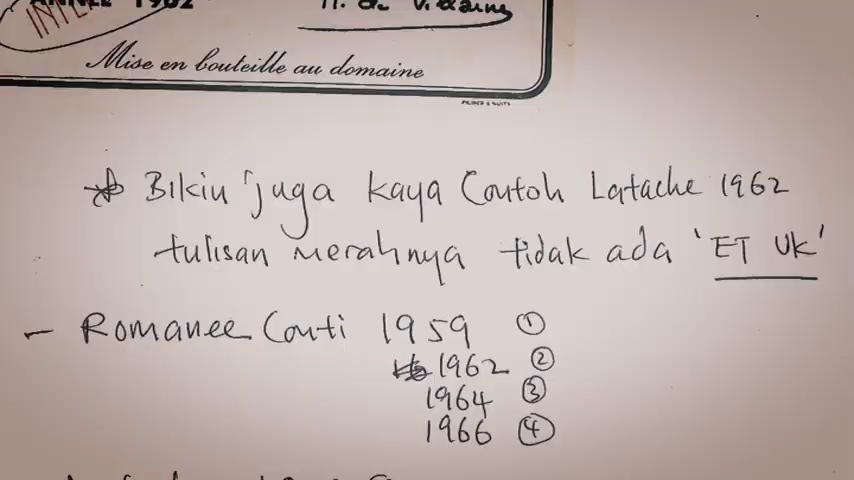 1962
Mise en bouteille au domaine
* Bikin juga kaya Contoh Latache 1962
tulisan merahnya tidak ada 'ET UK'
- Romanee Conti 1959 ①
1962 ②
1964 ③
1966 ④